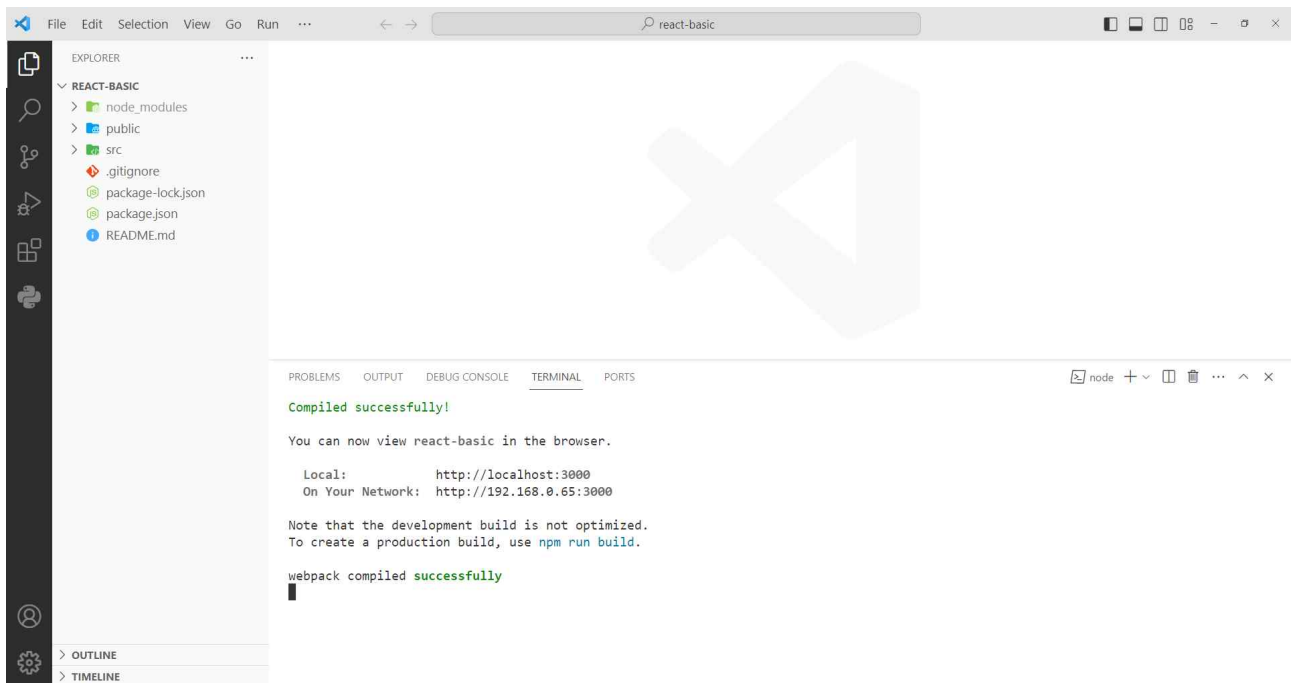 File Edit Selection View Go Run ··· react-basic
EXPLORER ···
REACT-BASIC
node_modules
public
src
.gitignore
package-lock.json
package.json
README.md
PROBLEMS OUTPUT DEBUG CONSOLE TERMINAL PORTS node ···
Compiled successfully!
You can now view react-basic in the browser.
Local: http://localhost:3000
On Your Network: http://192.168.0.65:3000
Note that the development build is not optimized.
To create a production build, use npm run build.
webpack compiled successfully
OUTLINE
TIMELINE